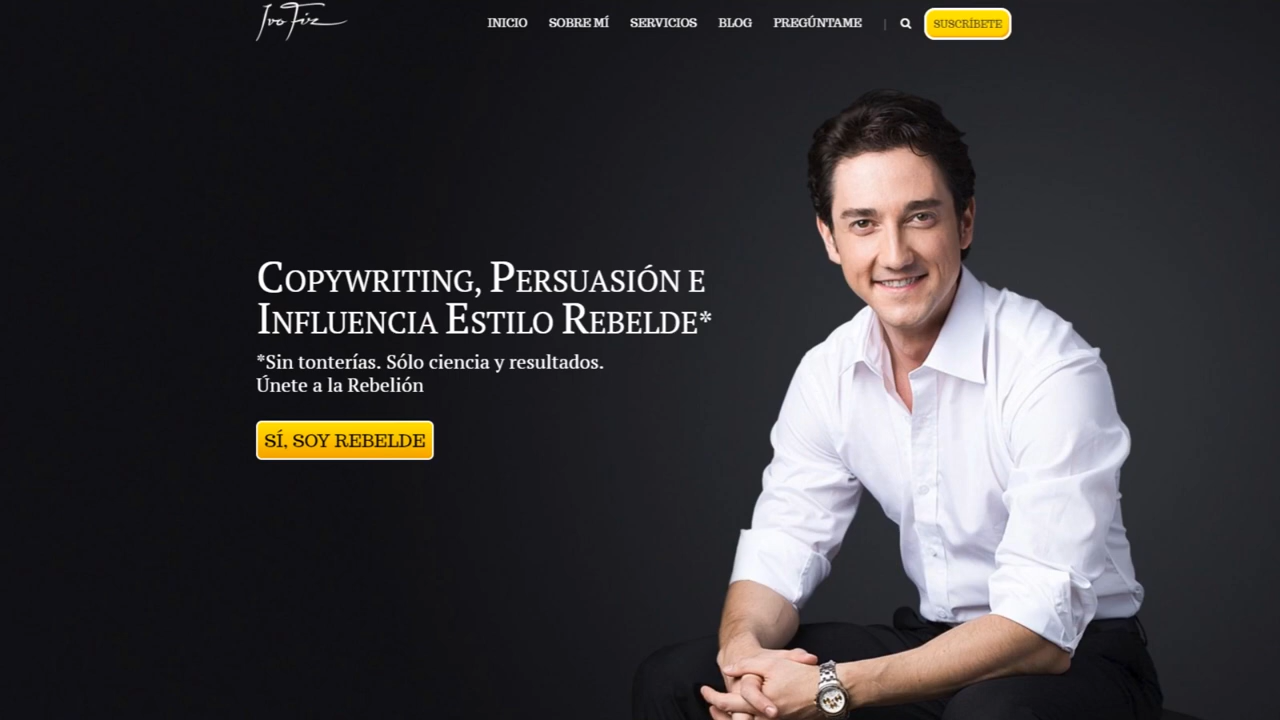 Ivo Fiz
INICIO SOBRE MÍ SERVICIOS BLOG PREGÚNTAME | SUSCRÍBETE
COPYWRITING, PERSUASIÓN E
INFLUENCIA ESTILO REBELDE*
*Sin tonterías. Sólo ciencia y resultados.
Únete a la Rebelión
SÍ, SOY REBELDE